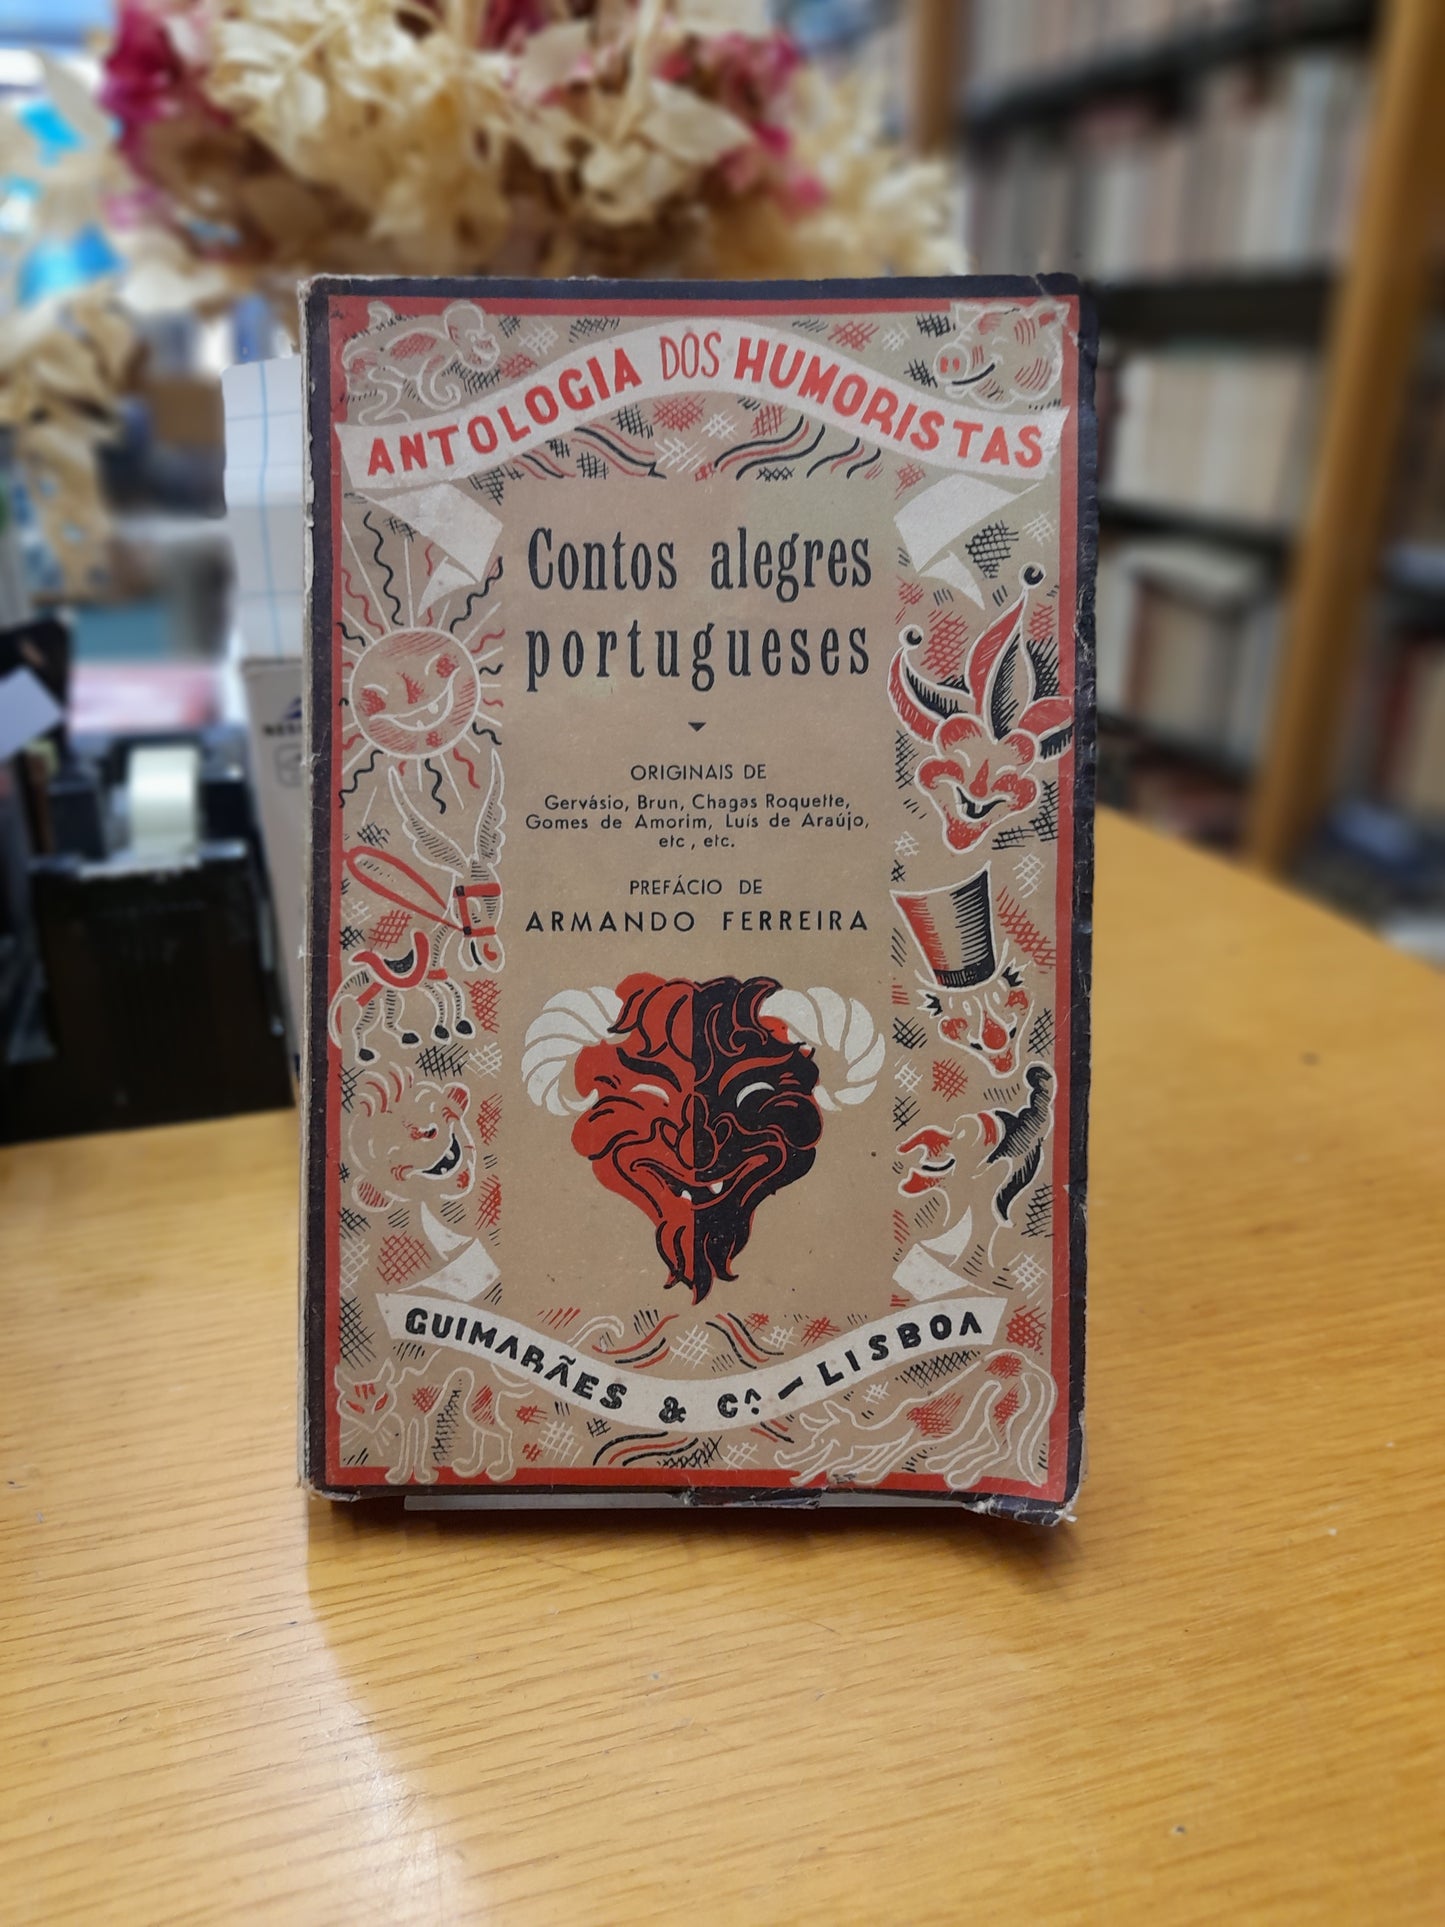 ANTOLOGIA DOS HUMORISTAS
Contos alegres
portugueses
ORIGINAIS DE
Gervásio, Brun, Chagas Roquette,
Gomes de Amorim, Luís de Araújo,
etc, etc.
PREFÁCIO DE
ARMANDO FERREIRA
GUIMARÃES & Cª. - LISBOA